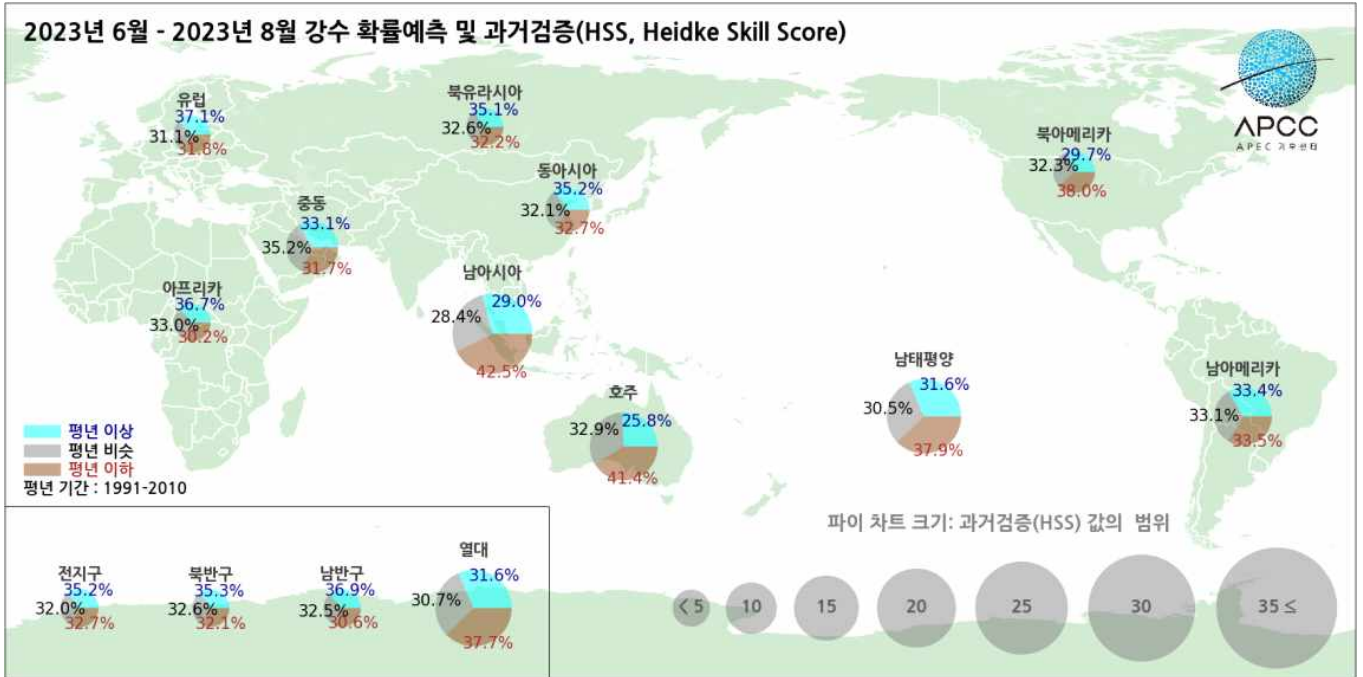 2023년 6월 - 2023년 8월 강수 확률예측 및 과거검증(HSS, Heidke Skill Score)
APCC
APEC 기후센터
유럽
37.1%
31.1%
31.8%
북유라시아
35.1%
32.6%
32.2%
북아메리카
29.7%
32.3%
38.0%
동아시아
35.2%
32.1%
32.7%
중동
33.1%
35.2%
31.7%
남아시아
29.0%
28.4%
42.5%
아프리카
36.7%
33.0%
30.2%
남태평양
31.6%
30.5%
37.9%
남아메리카
33.4%
33.1%
33.5%
호주
25.8%
32.9%
41.4%
평년 이상
평년 비슷
평년 이하
평년 기간 : 1991-2010
파이 차트 크기: 과거검증(HSS) 값의 범위
< 5
10
15
20
25
30
35 ≤
전지구
35.2%
32.0%
32.7%
북반구
35.3%
32.6%
32.1%
남반구
36.9%
32.5%
30.6%
열대
31.6%
30.7%
37.7%